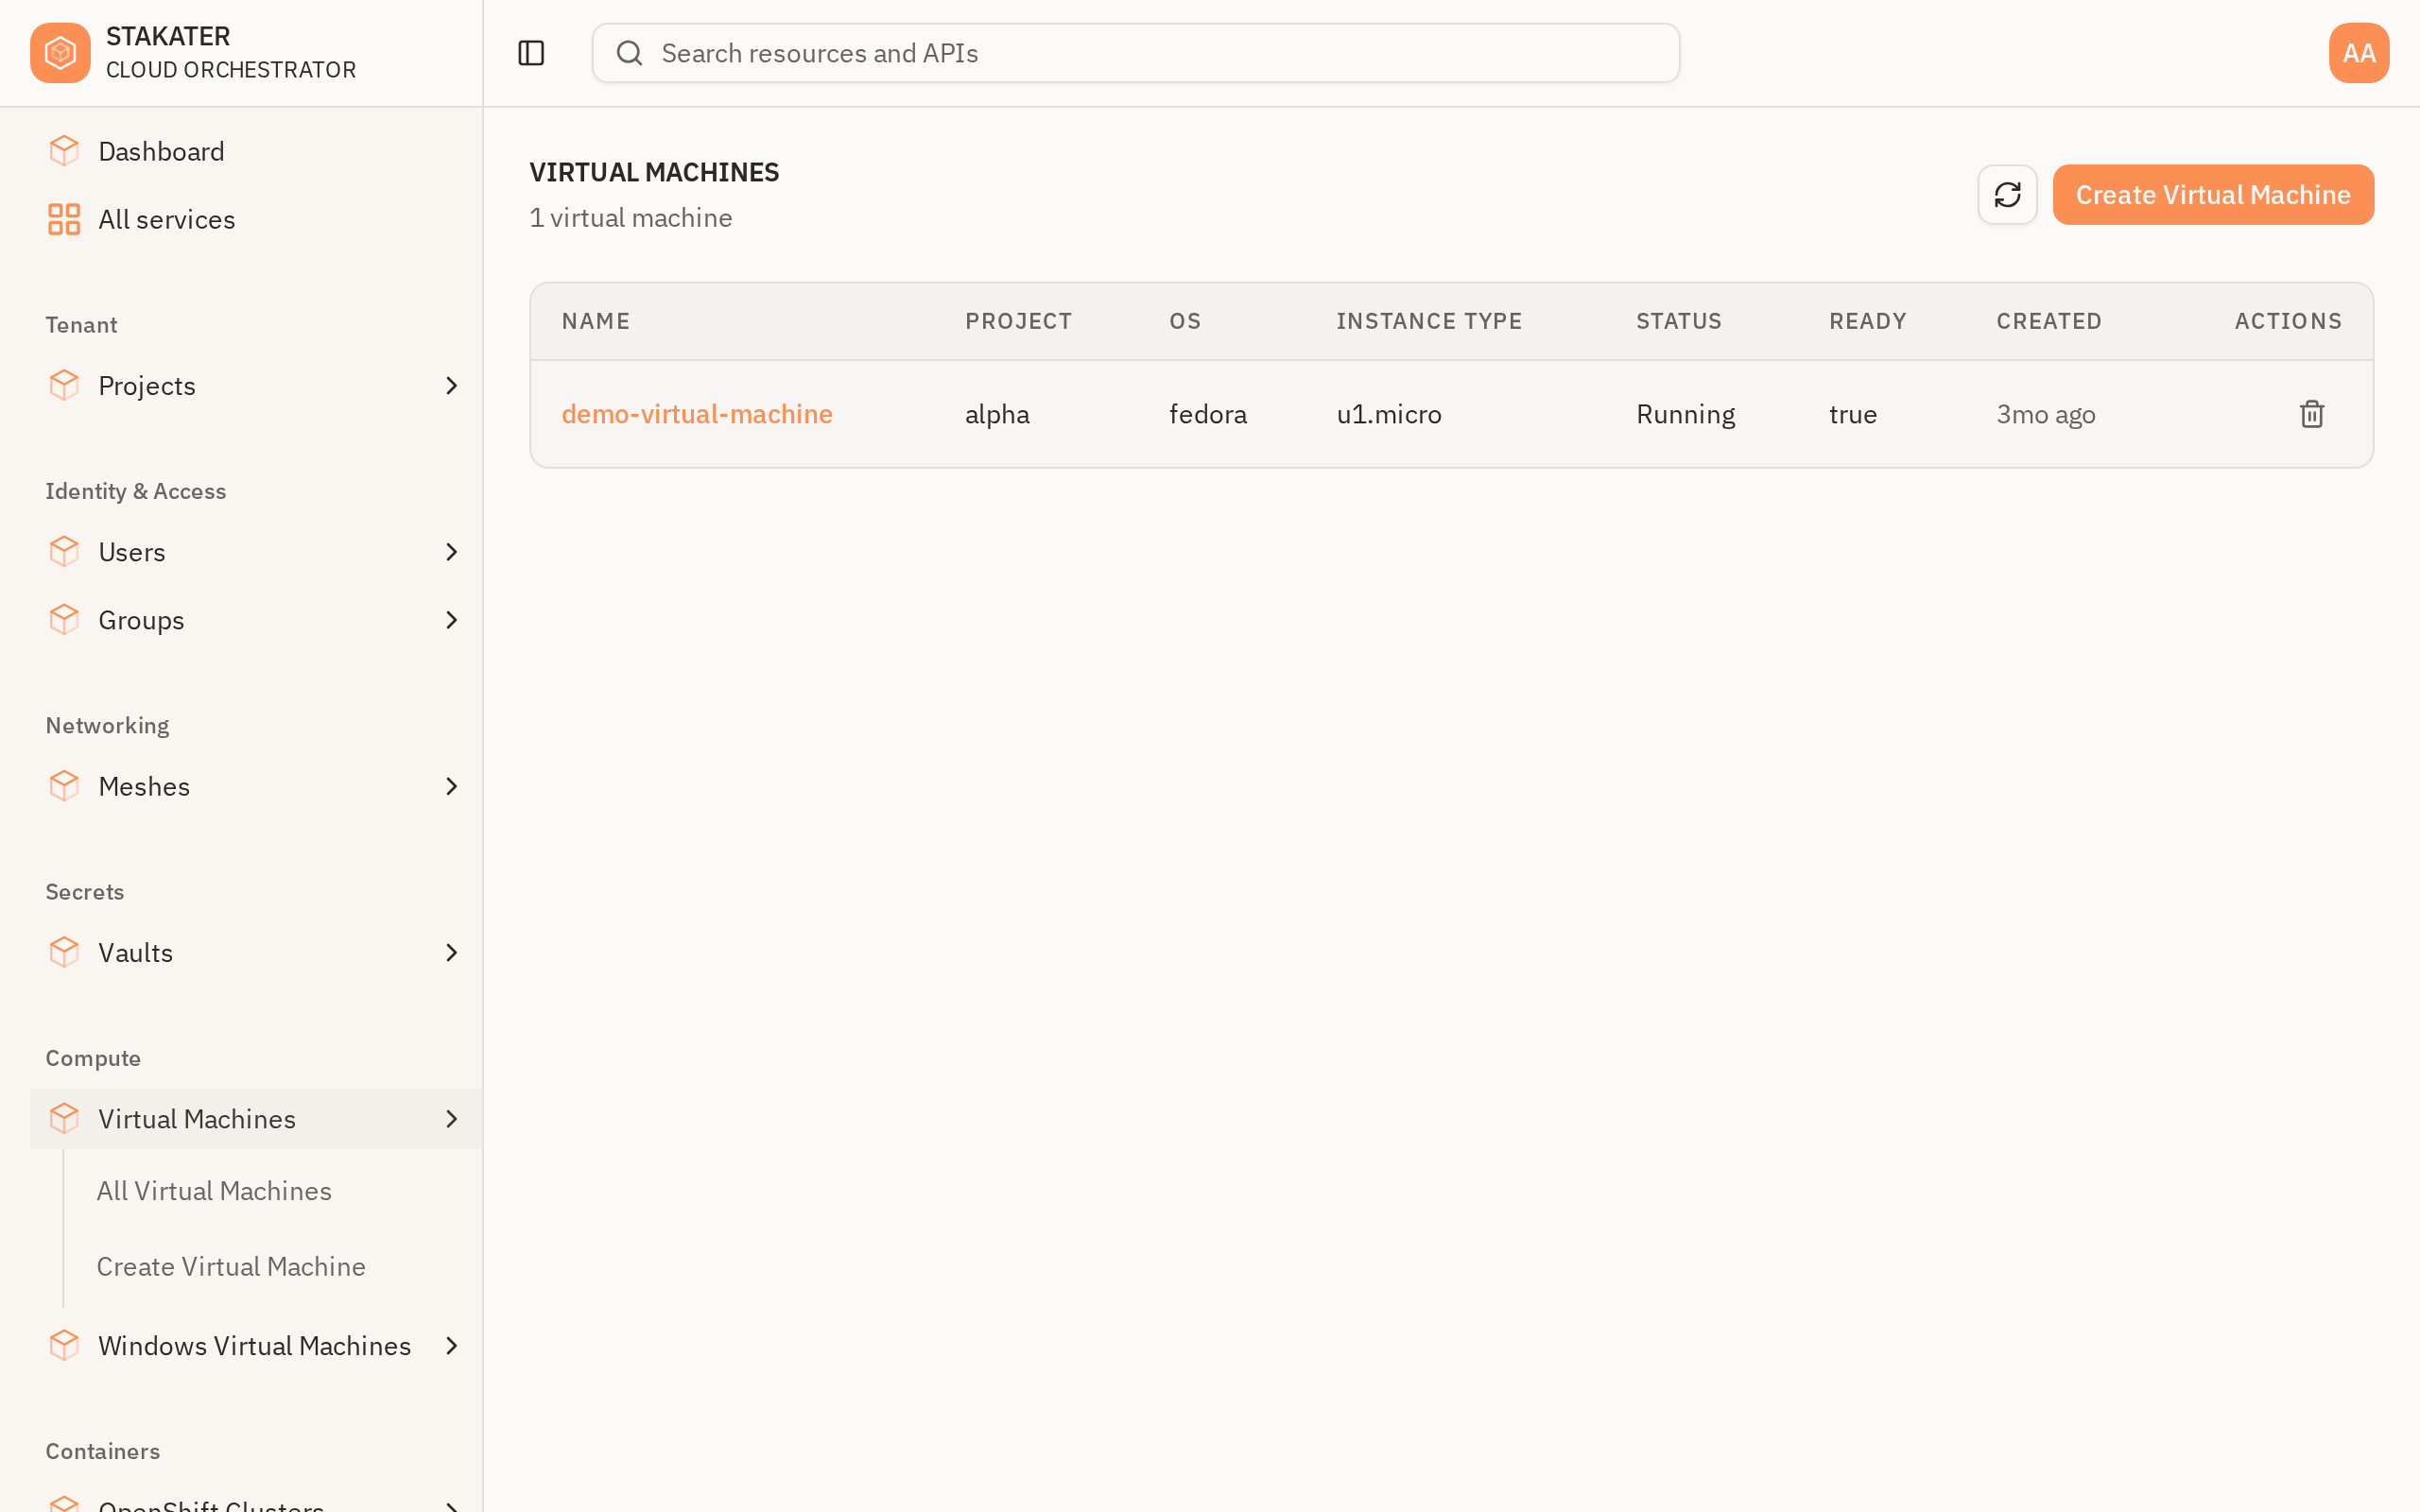 STAKATER
CLOUD ORCHESTRATOR
Search resources and APIs
AA
Dashboard
All services
Tenant
Projects
Identity & Access
Users
Groups
Networking
Meshes
Secrets
Vaults
Compute
Virtual Machines
All Virtual Machines
Create Virtual Machine
Windows Virtual Machines
Containers
OpenShift Clusters
VIRTUAL MACHINES
1 virtual machine
Create Virtual Machine
NAME PROJECT OS INSTANCE TYPE STATUS READY CREATED ACTIONS
demo-virtual-machine alpha fedora u1.micro Running true 3mo ago